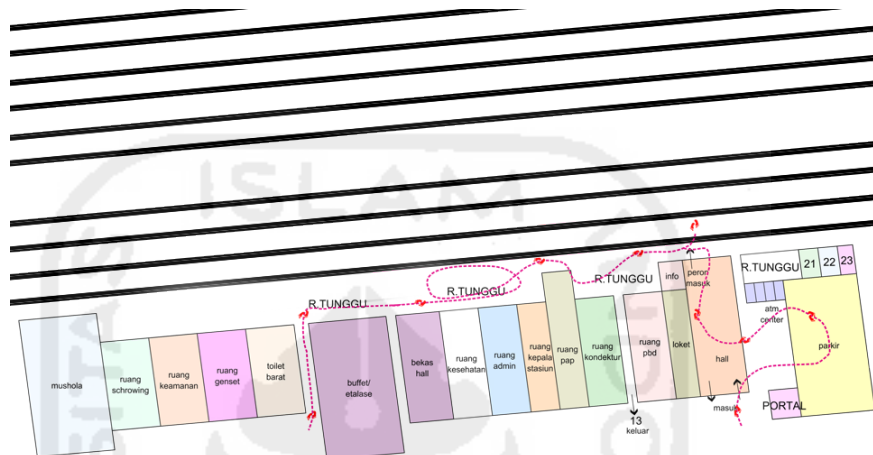 ISLAM
R.TUNGGU
21
22
23
info
peron
masuk
R.TUNGGU
R.TUNGGU
R.TUNGGU
atm
center
mushola
ruang
schrowing
ruang
keamanan
ruang
genset
toilet
barat
buffet/
etalase
bekas
hall
ruang
kesehatan
ruang
admin
ruang
kepala
stasiun
ruang
pap
ruang
kondektur
ruang
pbd
loket
hall
parkir
masuk
PORTAL
13
keluar